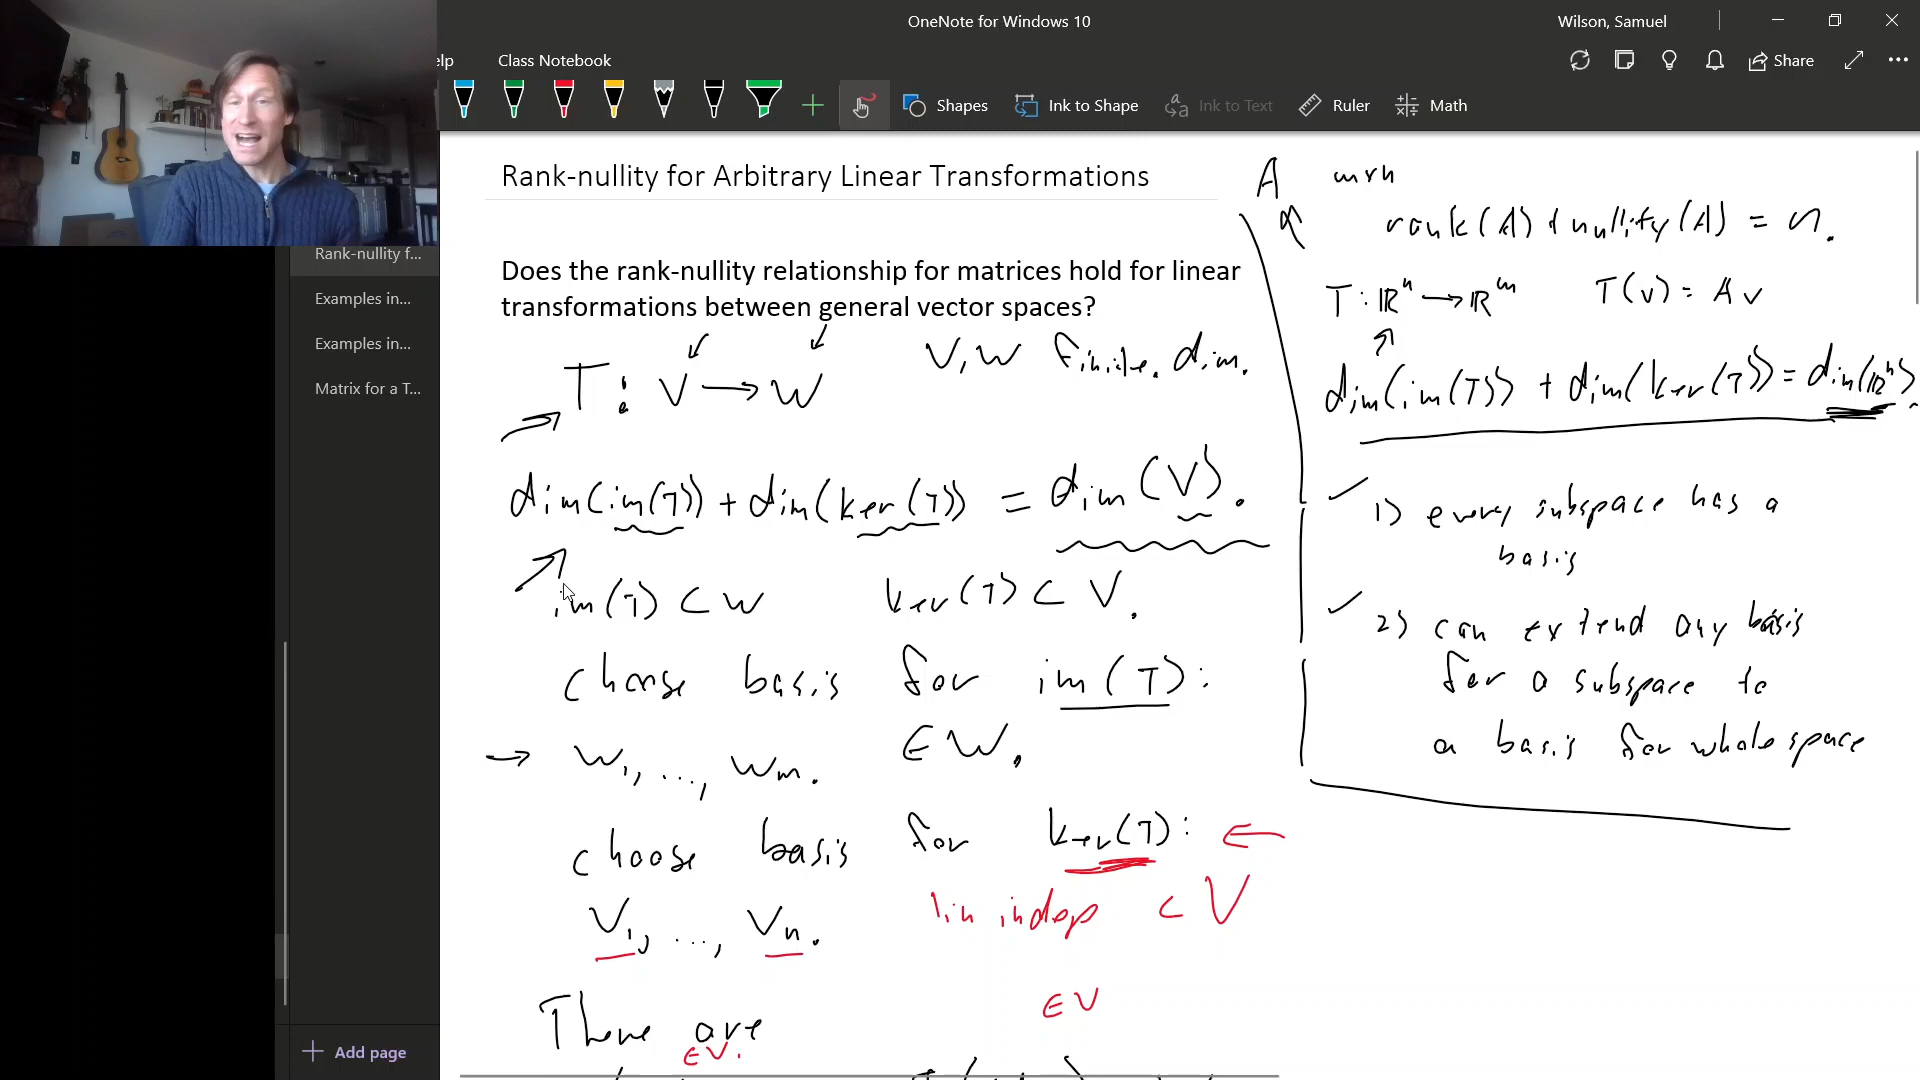 OneNote for Windows 10
Wilson, Samuel
elp
Class Notebook
Share
Shapes
Ink to Shape
Ink to Text
Ruler
Math
Rank-nullity f...
Examples in...
Examples in...
Matrix for a T...
Add page
Rank-nullity for Arbitrary Linear Transformations
Does the rank-nullity relationship for matrices hold for linear
transformations between general vector spaces?
T: V → W
V, W finite. dim.
dim(im(T)) + dim(ker(T)) = dim(V).
im(T) ⊂ W ker(T) ⊂ V.
choose basis for im(T):
→ w₁, ..., wₘ. ∈ W.
choose basis for ker(T): ←
lin indep ⊂ V
v₁, ..., vₙ.
∈ V
There are
∈ V.
A m×n
rank(A) + nullity(A) = n.
T: ℝⁿ → ℝᵐ T(v) = Av
dim(im(T)) + dim(ker(T)) = dim(ℝⁿ).
1) every subspace has a
basis
2) can extend any basis
for a subspace to
a basis for whole space